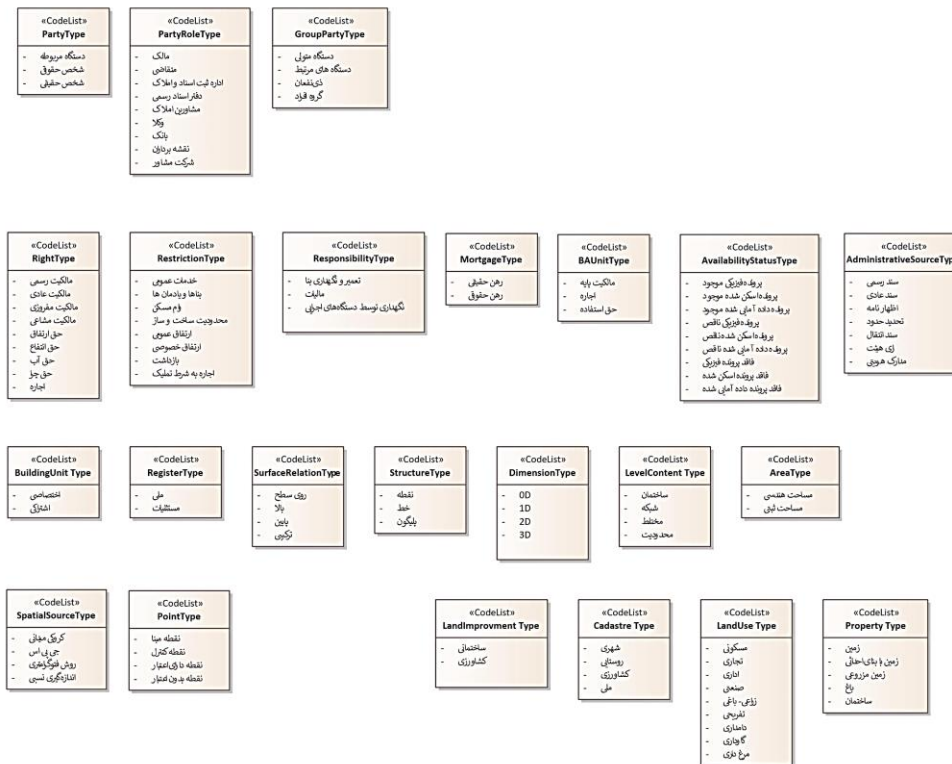 «CodeList»
PartyType
- دستگاه مربوطه
- شخص حقوقی
- شخص حقیقی
«CodeList»
PartyRoleType
- مالک
- متقاضی
- اداره ثبت اسناد و املاک
- دفتر اسناد رسمی
- مشاورین املاک
- وکلا
- بانک
- نقشه برداران
- شرکت مشاور
«CodeList»
GroupPartyType
- دستگاه متولی
- دستگاه های مرتبط
- ذی‌نفعان
- گروه افراد
«CodeList»
RightType
- مالکیت رسمی
- مالکیت عادی
- مالکیت مفروزی
- مالکیت مشاعی
- حق ارتفاق
- حق انتفاع
- حق آب
- حق چرا
- اجاره
«CodeList»
RestrictionType
- خدمات عمومی
- بناها و یادمان ها
- وام مسکن
- محدودیت ساخت و ساز
- ارتفاق عمومی
- ارتفاق خصوصی
- بازداشت
- اجاره به شرط تملیک
«CodeList»
ResponsibilityType
- تعمیر و نگهداری بنا
- مالیات
- نگهداری توسط دستگاه‌های اجرایی
«CodeList»
MortgageType
- رهن حقیقی
- رهن حقوقی
«CodeList»
BAUnitType
- مالکیت پایه
- اجاره
- حق استفاده
«CodeList»
AvailabilityStatusType
- پرونده فیزیکی موجود
- پرونده اسکن شده موجود
- پرونده داده آمایی شده موجود
- پرونده فیزیکی ناقص
- پرونده اسکن شده ناقص
- پرونده داده آمایی شده ناقص
- فاقد پرونده فیزیکی
- فاقد پرونده اسکن شده
- فاقد پرونده داده آمایی شده
«CodeList»
AdministrativeSourceType
- سند رسمی
- سند عادی
- اظهار نامه
- تحدید حدود
- سند انتقال
- رای هیئت
- مدارک هویتی
«CodeList»
BuildingUnit Type
- اختصاصی
- اشتراکی
«CodeList»
RegisterType
- ملی
- مستثنیات
«CodeList»
SurfaceRelationType
- روی سطح
- بالا
- پایین
- ترکیبی
«CodeList»
StructureType
- نقطه
- خط
- پلیگون
«CodeList»
DimensionType
- 0D
- 1D
- 2D
- 3D
«CodeList»
LevelContent Type
- ساختمان
- شبکه
- مختلط
- محدودیت
«CodeList»
AreaType
- مساحت هندسی
- مساحت ثبتی
«CodeList»
SpatialSourceType
- کروکی میدانی
- جی پی اس
- روش فتوگرامتری
- اندازه‌گیری نسبی
«CodeList»
PointType
- نقطه مبنا
- نقطه کنترل
- نقطه دارای اعتبار
- نقطه بدون اعتبار
«CodeList»
LandImprovment Type
- ساختمانی
- کشاورزی
«CodeList»
Cadastre Type
- شهری
- روستایی
- کشاورزی
- ملی
«CodeList»
LandUse Type
- مسکونی
- تجاری
- اداری
- صنعتی
- زراعی- باغی
- تفریحی
- دامداری
- گاوداری
- مرغ داری
«CodeList»
Property Type
- زمین
- زمین با بنای احداثی
- زمین مزروعی
- باغ
- ساختمان